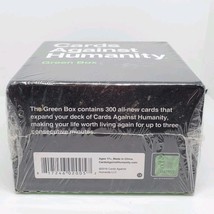 Cards
Against
Humanity
Green Box
The Green Box contains 300 all-new cards that
expand your deck of Cards Against Humanity,
making your life worth living again for up to three
consecutive minutes.